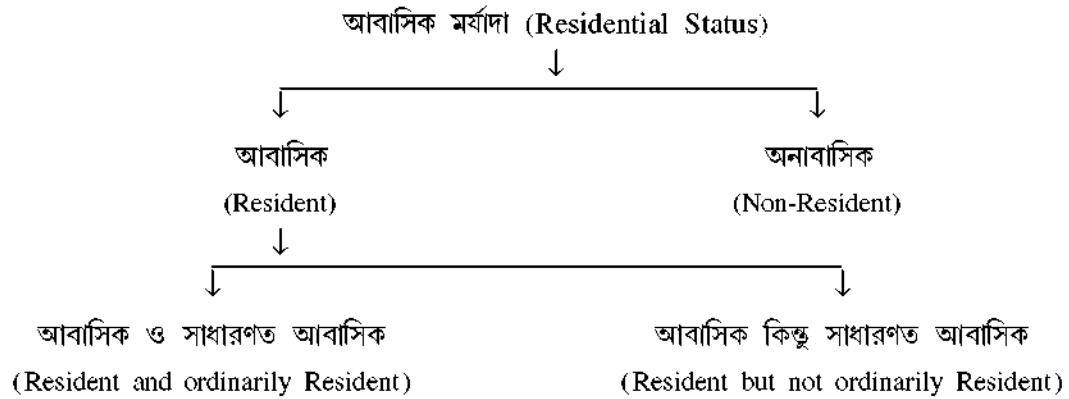 আবাসিক মর্যাদা (Residential Status)
↓
↓ ↓
আবাসিক অনাবাসিক
(Resident) (Non-Resident)
↓
↓ ↓
আবাসিক ও সাধারণত আবাসিক আবাসিক কিন্তু সাধারণত আবাসিক
(Resident and ordinarily Resident) (Resident but not ordinarily Resident)